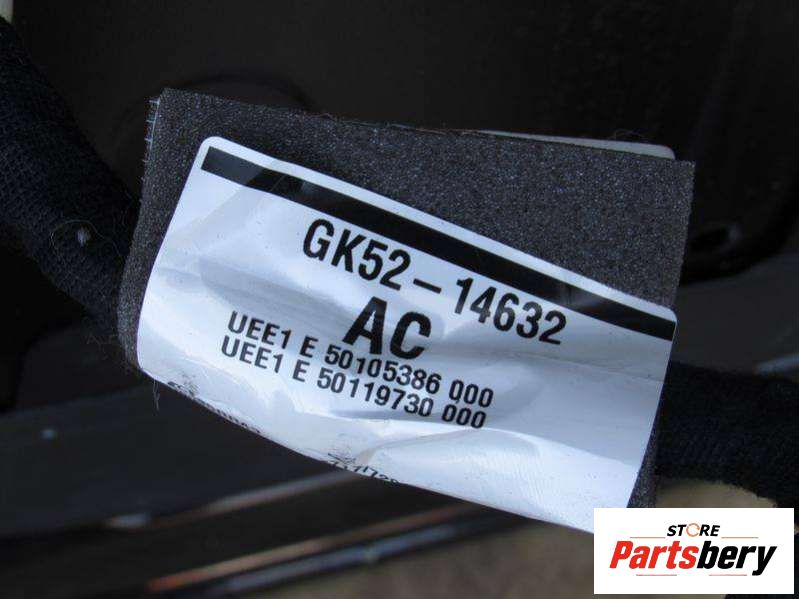 GK52-14632
AC
UEE1 E 50105386 000
UEE1 E 50119730 000
STORE
Partsbery